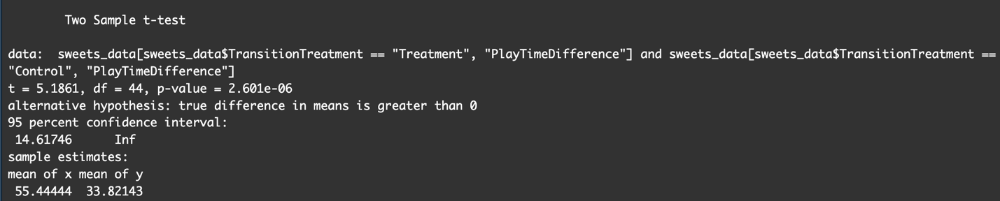 Two Sample t-test
data:  sweets_data[sweets_data$TransitionTreatment == "Treatment", "PlayTimeDifference"] and sweets_data[sweets_data$TransitionTreatment ==
"Control", "PlayTimeDifference"]
t = 5.1861, df = 44, p-value = 2.601e-06
alternative hypothesis: true difference in means is greater than 0
95 percent confidence interval:
 14.61746      Inf
sample estimates:
mean of x mean of y
 55.44444  33.82143